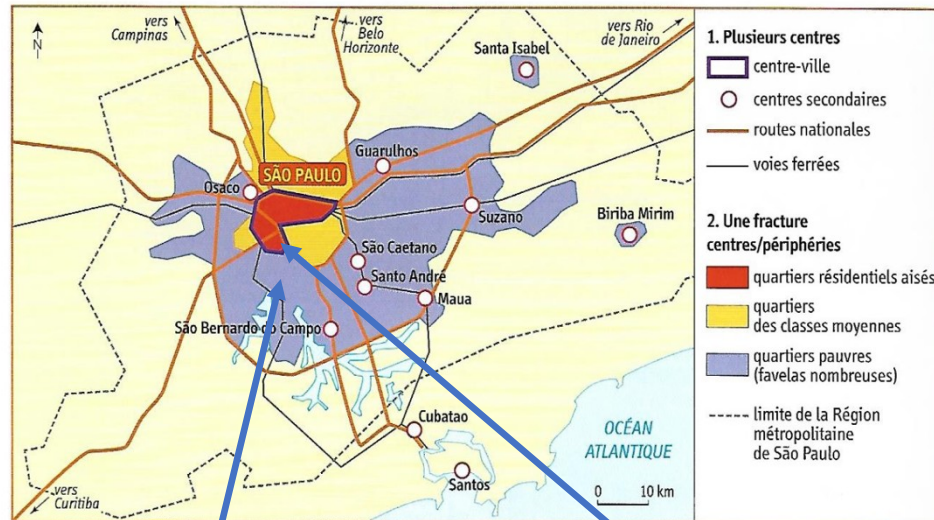 vers
Campinas
vers
Belo
Horizonte
vers Rio
de Janeiro
N
Santa Isabel
Guarulhos
SÃO PAULO
Osaco
Suzano
Biriba Mirim
São Caetano
Santo André
Maua
São Bernardo do Campo
Cubatao
OCÉAN
ATLANTIQUE
Santos
vers
Curitiba
0 10 km
1. Plusieurs centres
centre-ville
centres secondaires
routes nationales
voies ferrées
2. Une fracture
centres/périphéries
quartiers résidentiels aisés
quartiers
des classes moyennes
quartiers pauvres
(favelas nombreuses)
limite de la Région
métropolitaine
de São Paulo